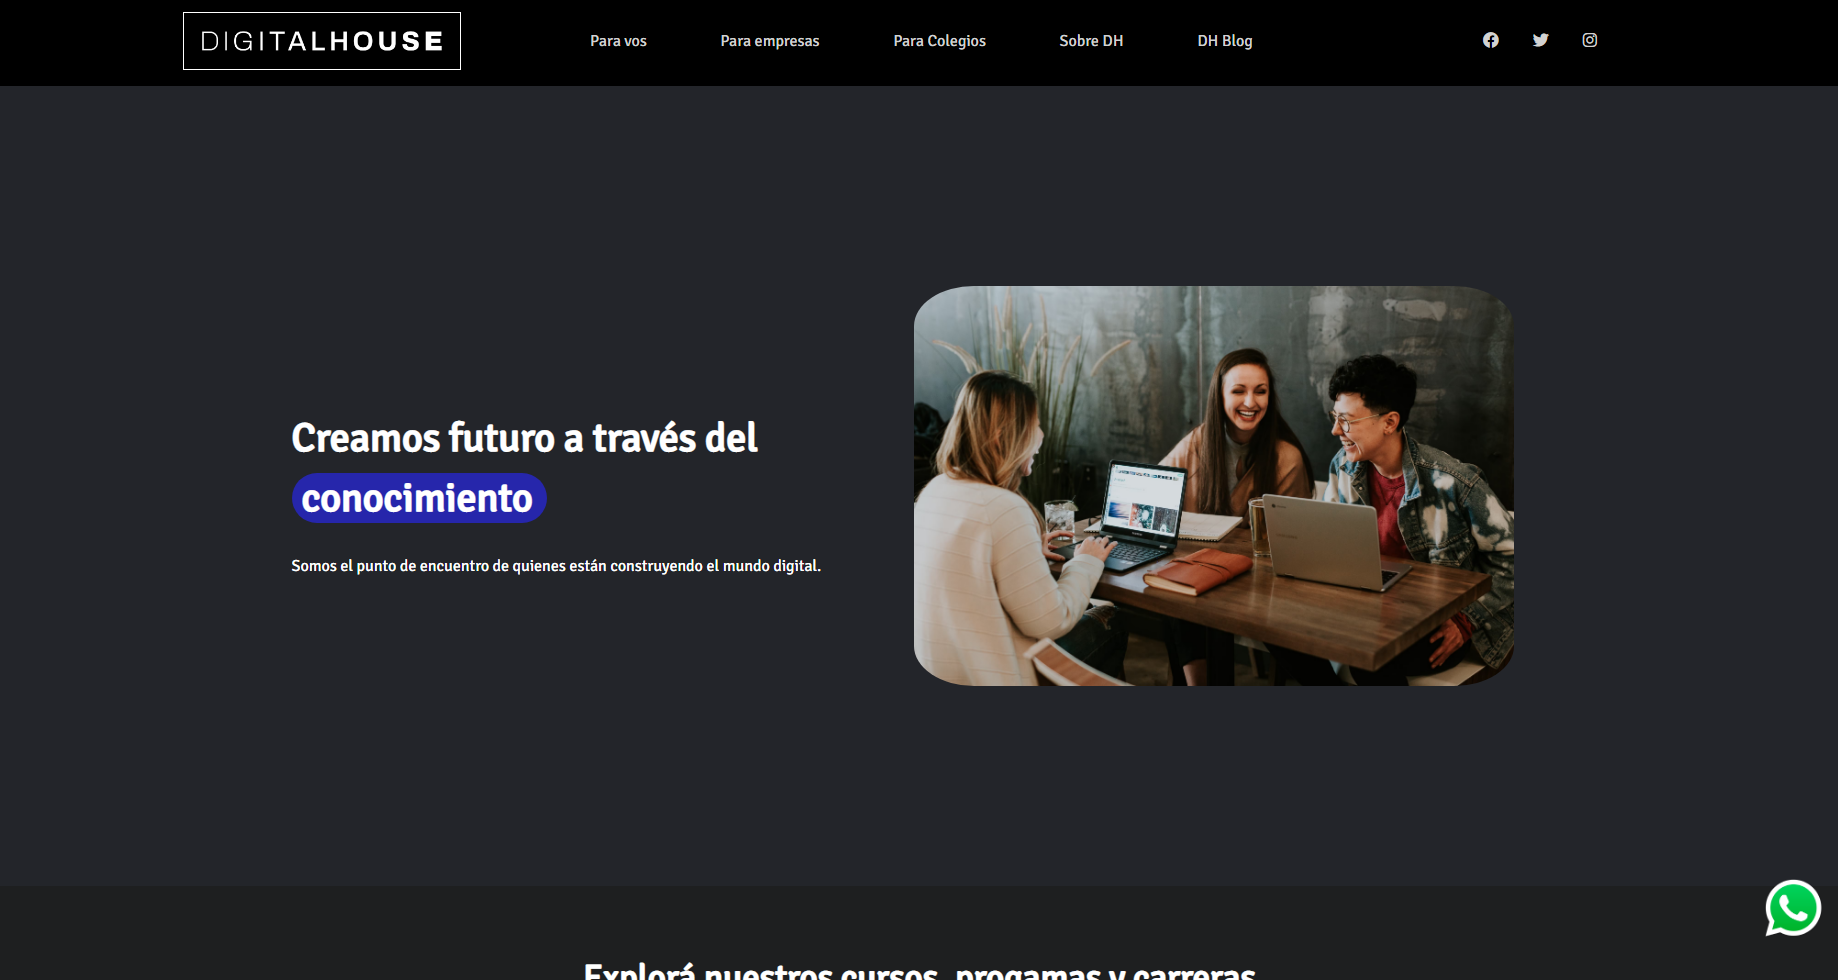 DIGITALHOUSE
Para vos
Para empresas
Para Colegios
Sobre DH
DH Blog
Creamos futuro a través del
conocimiento
Somos el punto de encuentro de quienes están construyendo el mundo digital.
Explorá nuestros cursos, progamas y carreras